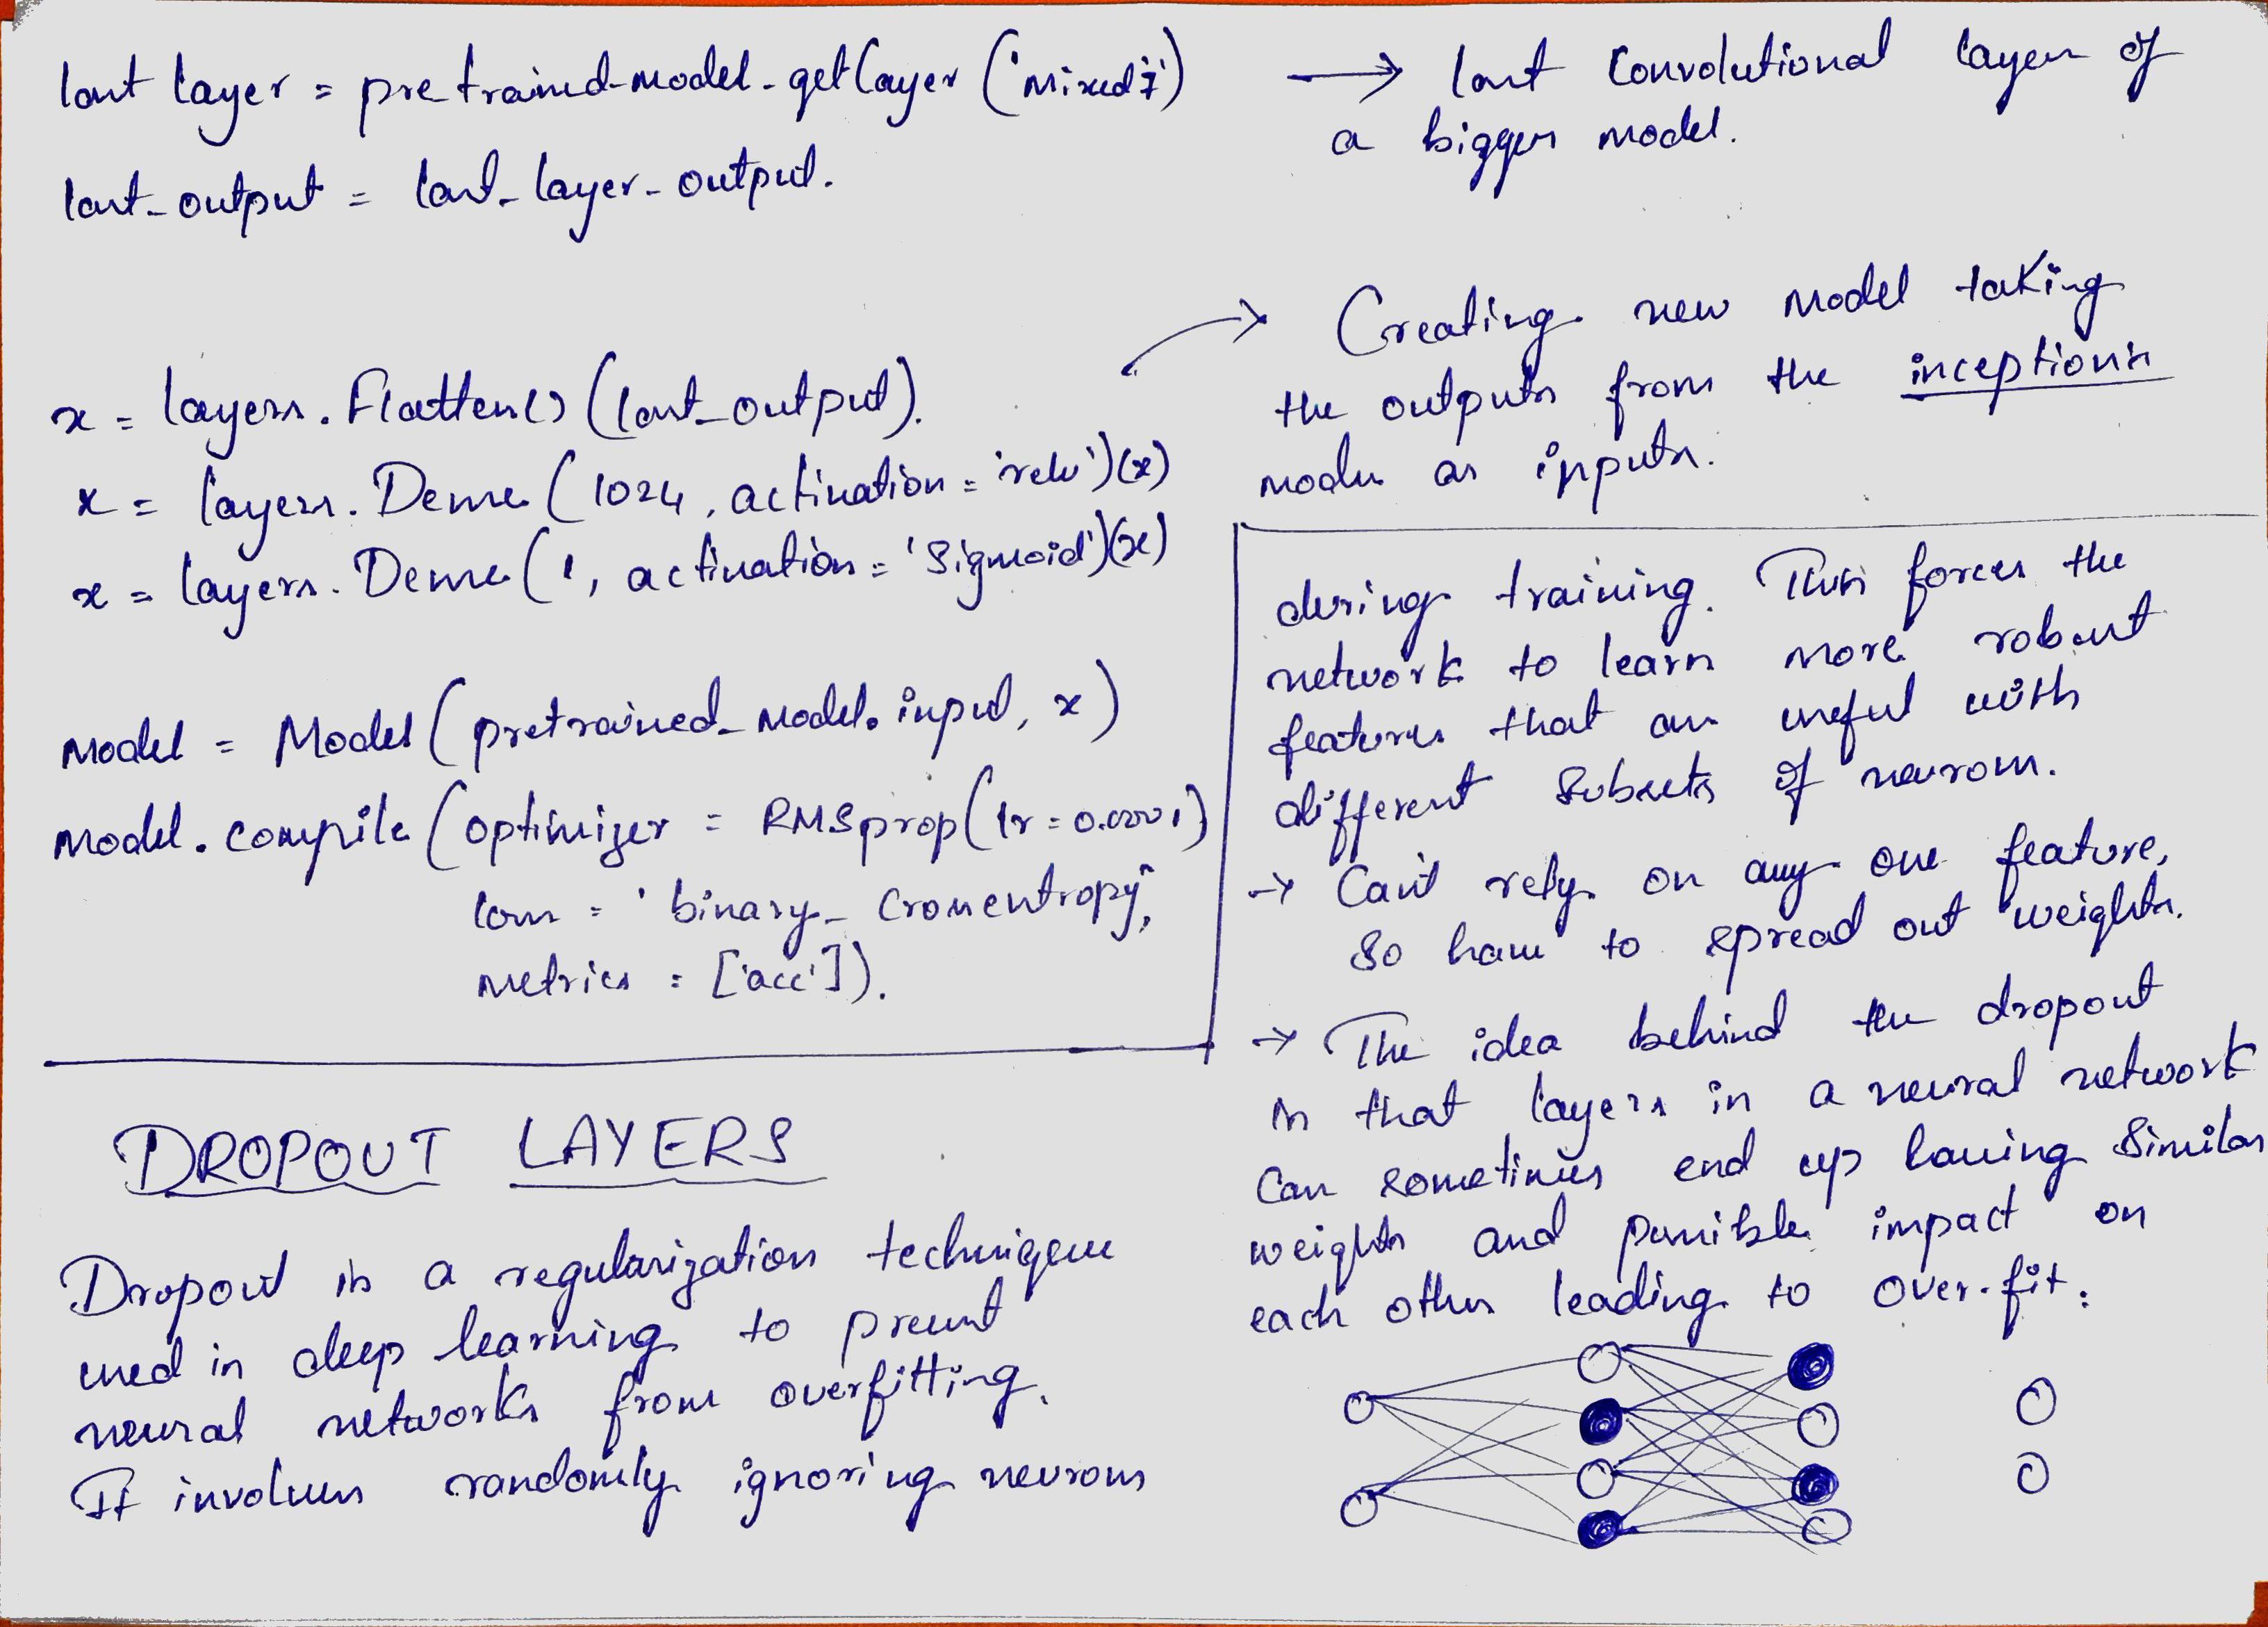 last layer = pretrained-model.getLayer('mixed7') → last convolutional layer of
a bigger model.
last_output = last_layer_output.
x = layers.Flatten()(last_output).
x = layers.Dense(1024, activation = 'relu')(x)
x = layers.Dense(1, activation = 'sigmoid')(x)
→ Creating new model taking
the outputs from the inceptions
model as inputs.
model = Model(pretrained_model.input, x)
model.compile(optimizer = RMSprop(lr = 0.0001)
loss = 'binary_crossentropy',
metrics = ['acc']).
DROPOUT LAYERS
Dropout is a regularization technique
used in deep learning to prevent
neural networks from overfitting.
It involves randomly ignoring neurons
during training. This forces the
network to learn more robust
features that are useful with
different subsets of neurons.
→ Can't rely on any one feature,
so have to spread out weights.
→ The idea behind the dropout
is that layers in a neural network
can sometimes end up having similar
weights and possible impact on
each other leading to over-fit.